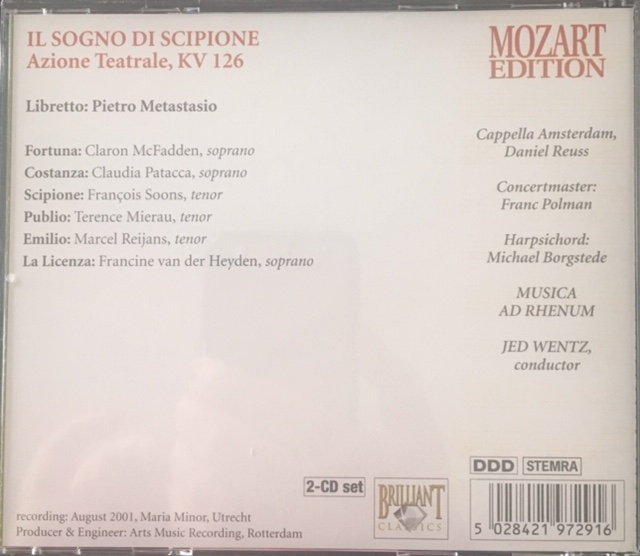 IL SOGNO DI SCIPIONE
Azione Teatrale, KV 126
Libretto: Pietro Metastasio
Fortuna: Claron McFadden, soprano
Costanza: Claudia Patacca, soprano
Scipione: François Soons, tenor
Publio: Terence Mierau, tenor
Emilio: Marcel Reijans, tenor
La Licenza: Francine van der Heyden, soprano
MOZART
EDITION
Cappella Amsterdam,
Daniel Reuss
Concertmaster:
Franc Polman
Harpsichord:
Michael Borgstede
MUSICA
AD RHENUM
JED WENTZ,
conductor
recording: August 2001, Maria Minor, Utrecht
Producer & Engineer: Arts Music Recording, Rotterdam
2-CD set
BRILLIANT
CLASSICS
DDD STEMRA
5 028421 972916